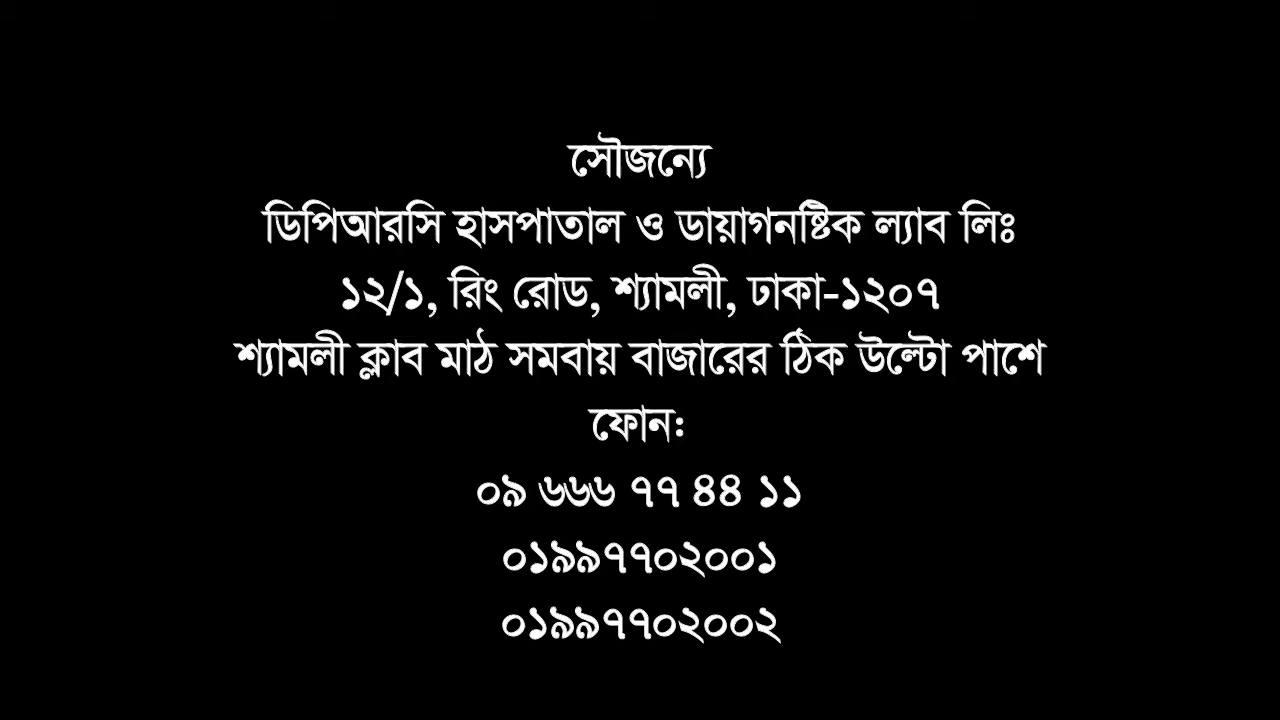 সৌজন্যে
ডিপিআরসি হাসপাতাল ও ডায়াগনষ্টিক ল্যাব লিঃ
১২/১, রিং রোড, শ্যামলী, ঢাকা-১২০৭
শ্যামলী ক্লাব মাঠ সমবায় বাজারের ঠিক উল্টো পাশে
ফোন:
০৯ ৬৬৬ ৭৭ ৪৪ ১১
০১৯৯৭৭০২০০১
০১৯৯৭৭০২০০২